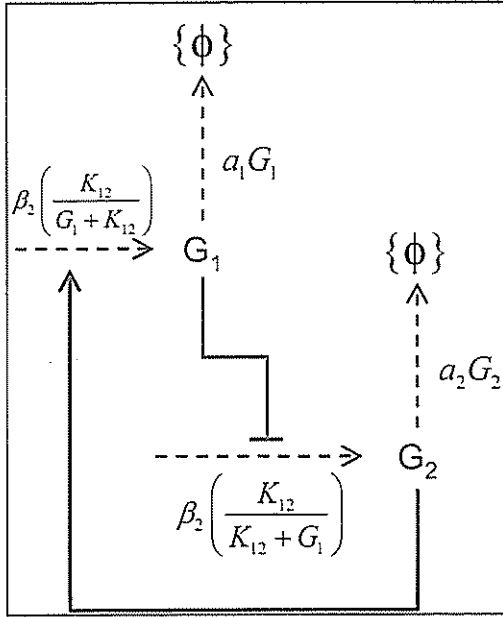 {ϕ}
a₁G₁
β₂(K₁₂/(G₁ + K₁₂))
G₁
{ϕ}
a₂G₂
G₂
β₂(K₁₂/(K₁₂ + G₁))